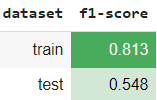 dataset f1-score
train 0.813
test 0.548